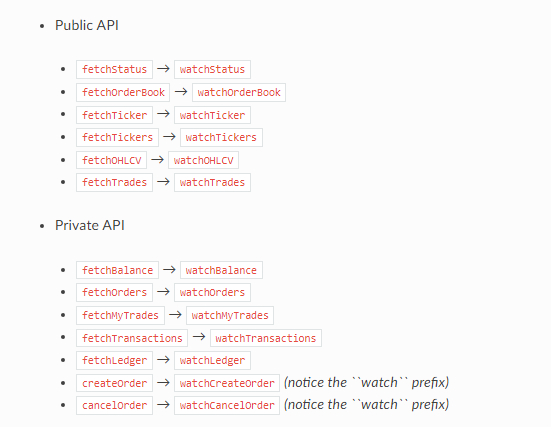 Public API
fetchStatus → watchStatus
fetchOrderBook → watchOrderBook
fetchTicker → watchTicker
fetchTickers → watchTickers
fetchOHLCV → watchOHLCV
fetchTrades → watchTrades
Private API
fetchBalance → watchBalance
fetchOrders → watchOrders
fetchMyTrades → watchMyTrades
fetchTransactions → watchTransactions
fetchLedger → watchLedger
createOrder → watchCreateOrder (notice the ``watch`` prefix)
cancelOrder → watchCancelOrder (notice the ``watch`` prefix)